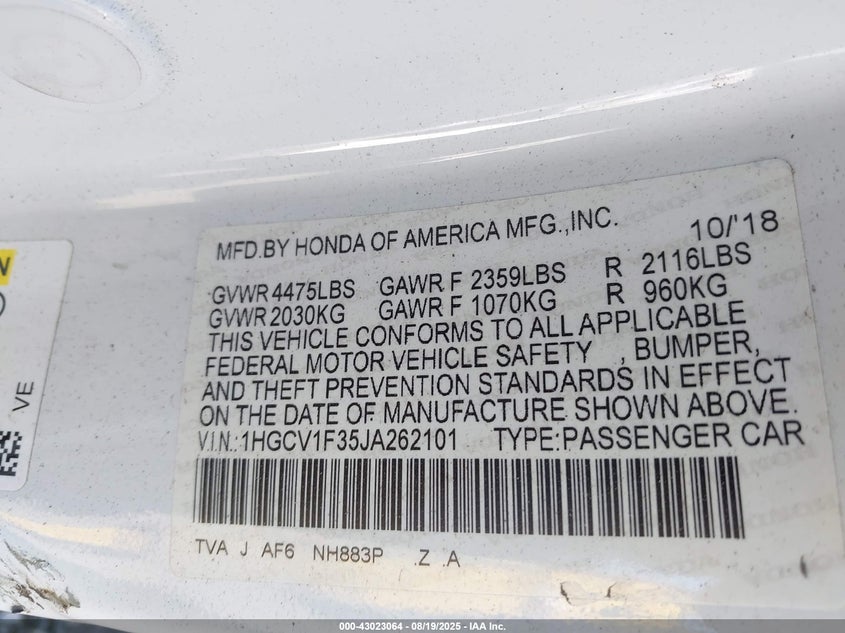 MFD.BY HONDA OF AMERICA MFG.,INC. 10/'18
GVWR 4475LBS GAWR F 2359LBS R 2116LBS
GVWR 2030KG GAWR F 1070KG R 960KG
THIS VEHICLE CONFORMS TO ALL APPLICABLE
FEDERAL MOTOR VEHICLE SAFETY , BUMPER,
AND THEFT PREVENTION STANDARDS IN EFFECT
ON THE DATE OF MANUFACTURE SHOWN ABOVE.
V.I.N.:1HGCV1F35JA262101 TYPE:PASSENGER CAR
TVA J AF6 NH883P .Z .A
N
VE
000-43023064 - 08/19/2025 - IAA Inc.